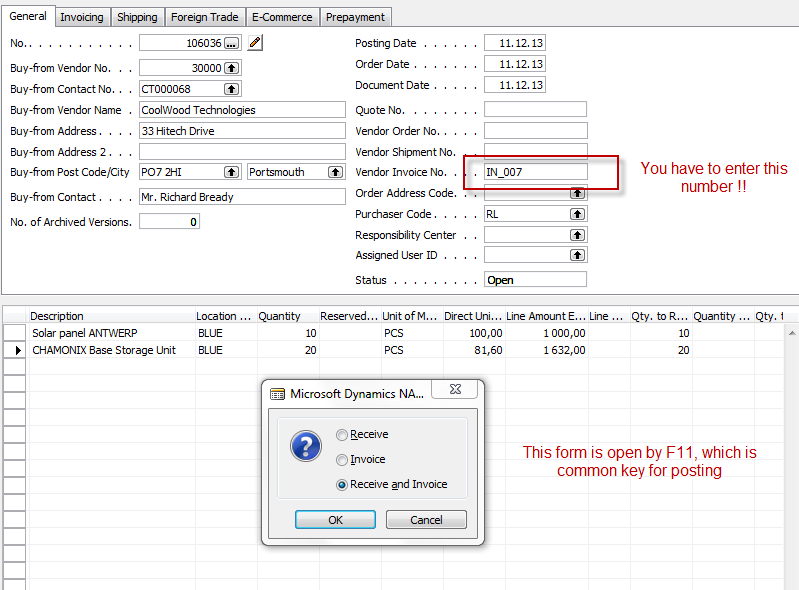 General Invoicing Shipping Foreign Trade E-Commerce Prepayment
No. . . . . . . . . . . . 106036 ...
Buy-from Vendor No. . . 30000
Buy-from Contact No. . . CT000068
Buy-from Vendor Name . CoolWood Technologies
Buy-from Address . . . . 33 Hitech Drive
Buy-from Address 2 . . .
Buy-from Post Code/City PO7 2HI Portsmouth
Buy-from Contact . . . . Mr. Richard Bready
No. of Archived Versions. 0
Posting Date . . . . . . 11.12.13
Order Date . . . . . . . 11.12.13
Document Date . . . . . 11.12.13
Quote No. . . . . . . .
Vendor Order No. . . . .
Vendor Shipment No. . .
Vendor Invoice No. . . . IN_007
Order Address Code. . .
Purchaser Code . . . . . RL
Responsibility Center . .
Assigned User ID . . . .
Status . . . . . . . . . Open
You have to enter this
number !!
Description Location ... Quantity Reserved... Unit of M... Direct Uni... Line Amount E... Line ... Qty. to R... Quantity ... Qty. t
Solar panel ANTWERP BLUE 10 PCS 100,00 1 000,00 10
CHAMONIX Base Storage Unit BLUE 20 PCS 81,60 1 632,00 20
Microsoft Dynamics NA...
?
Receive
Invoice
Receive and Invoice
OK Cancel
This form is open by F11, which is
common key for posting